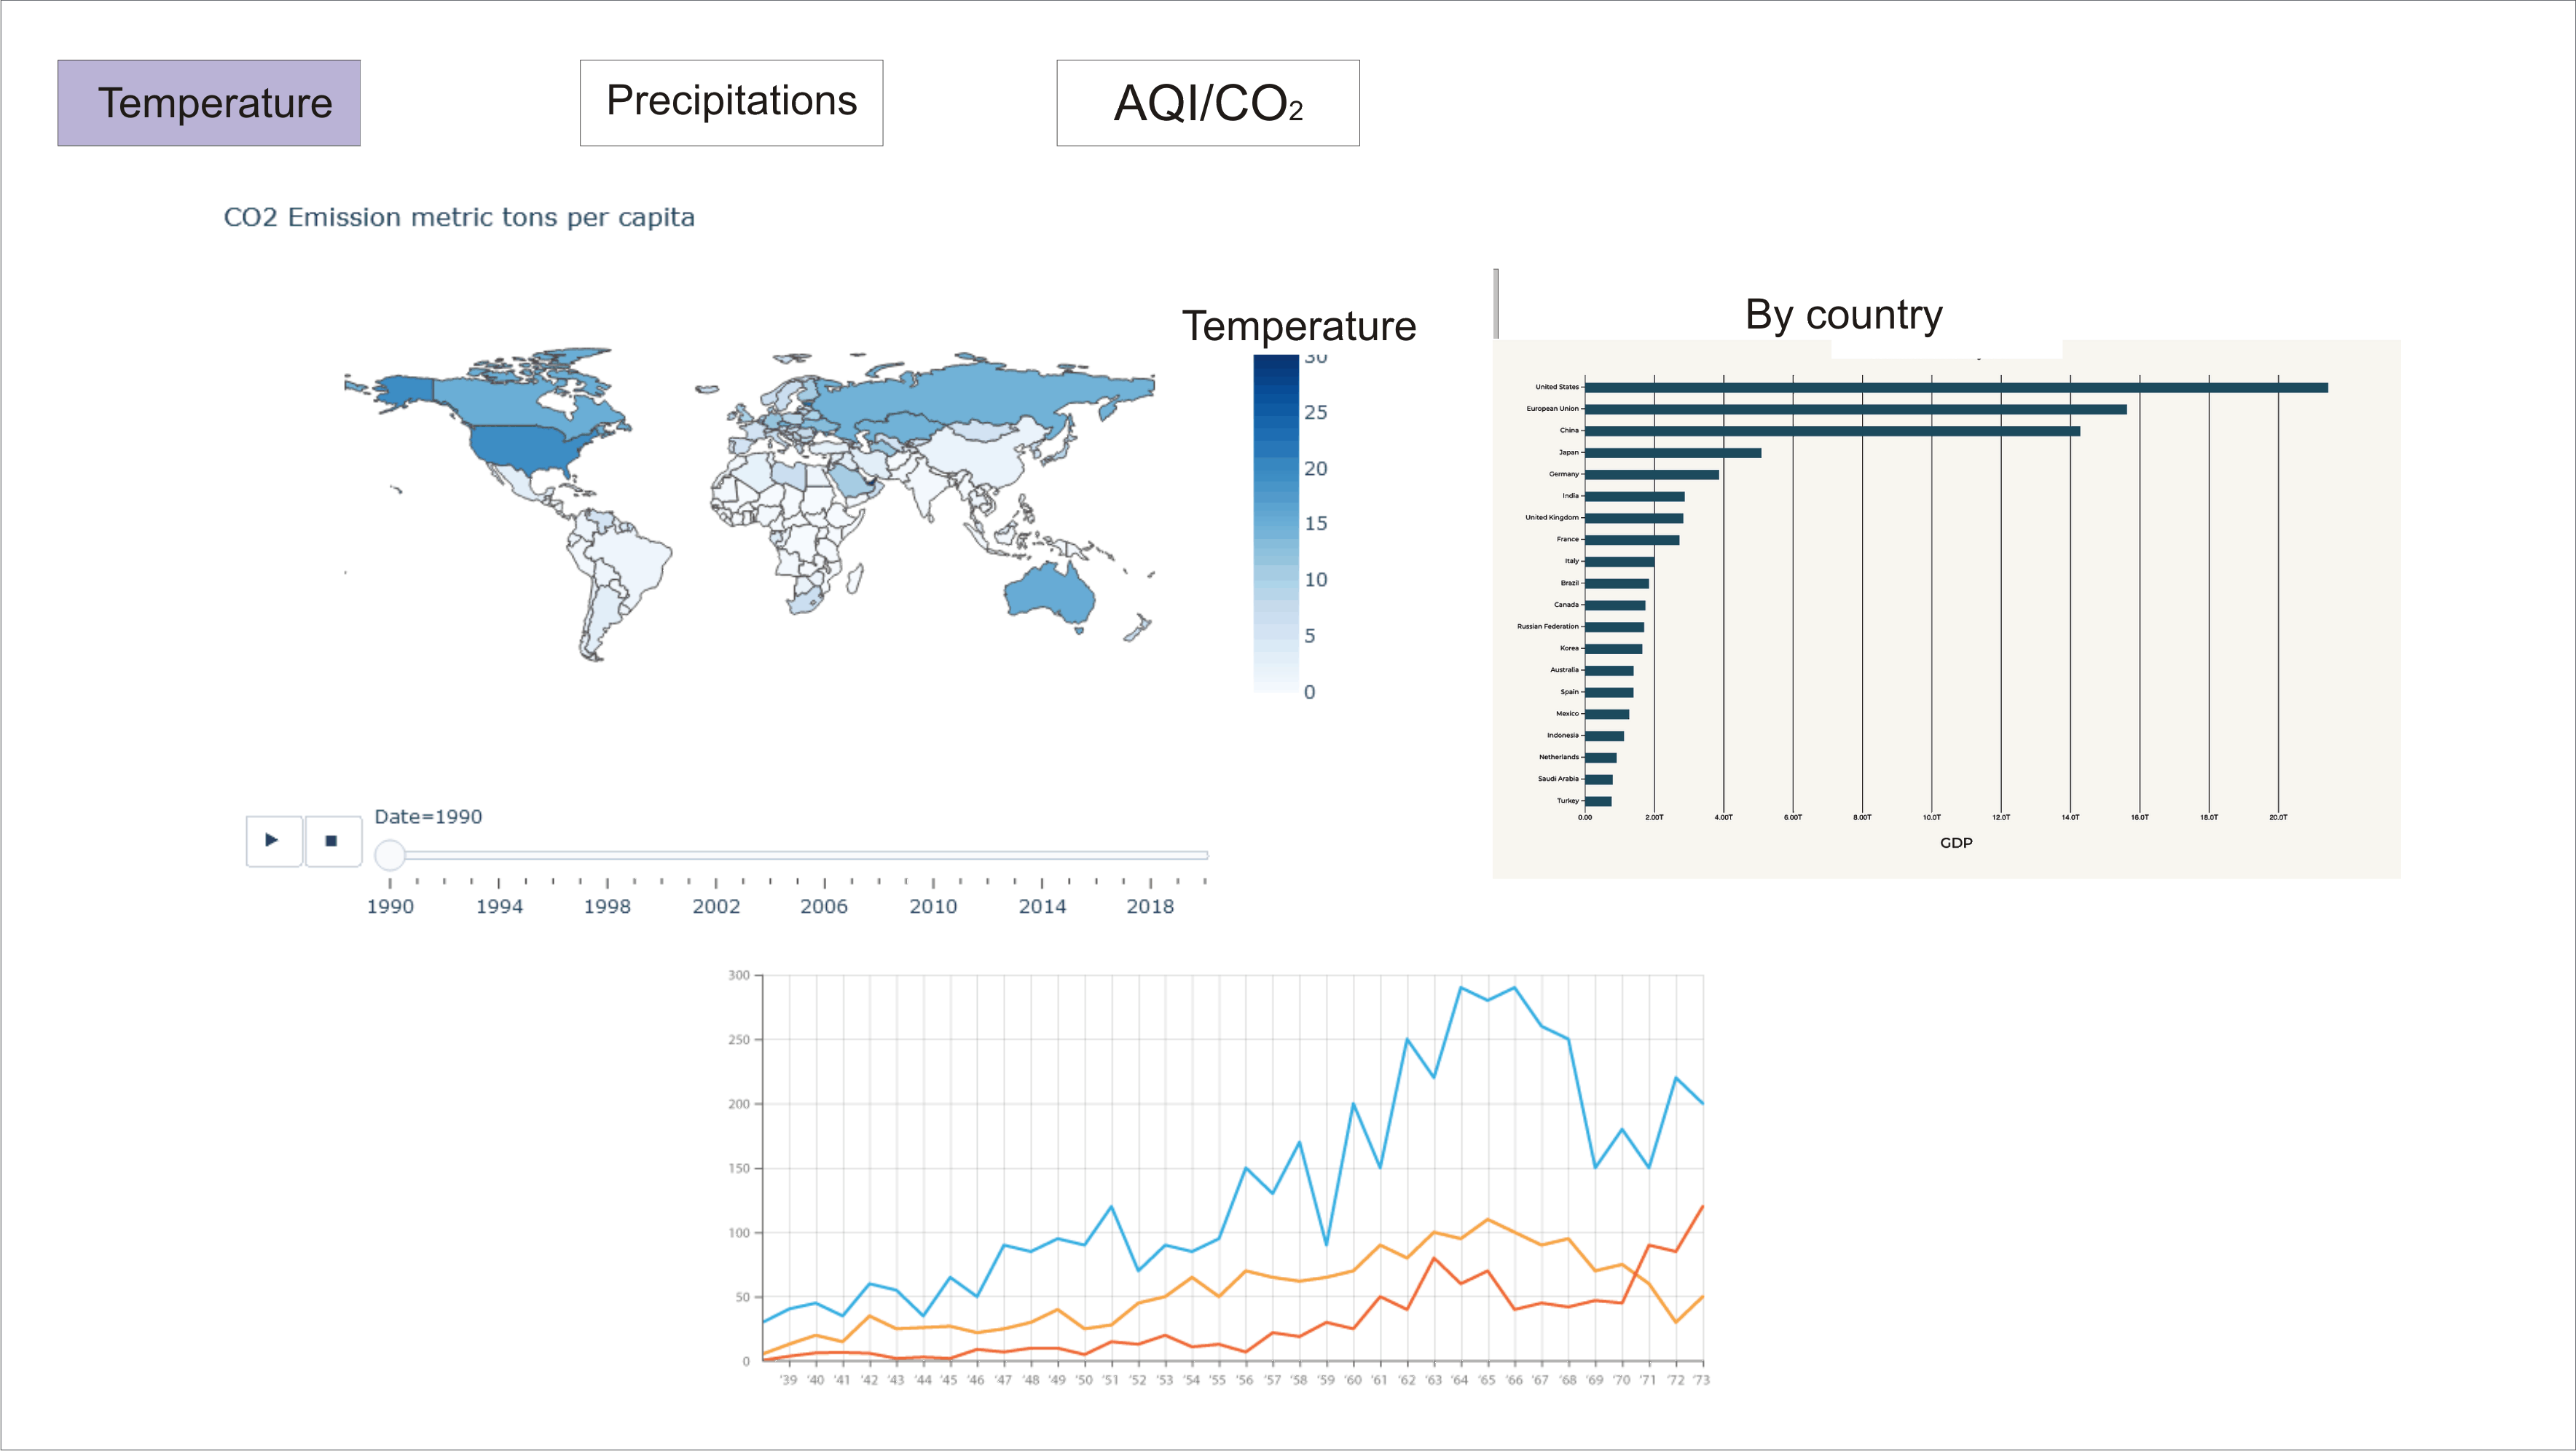 Temperature
Precipitations
AQI/CO2
CO2 Emission metric tons per capita
Temperature
30
25
20
15
10
5
0
By country
United States
European Union
China
Japan
Germany
India
United Kingdom
France
Italy
Brazil
Canada
Russian Federation
Korea
Australia
Spain
Mexico
Indonesia
Netherlands
Saudi Arabia
Turkey
0.00 2.00T 4.00T 6.00T 8.00T 10.0T 12.0T 14.0T 16.0T 18.0T 20.0T
GDP
Date=1990
1990 1994 1998 2002 2006 2010 2014 2018
300
250
200
150
100
50
0
'39 '40 '41 '42 '43 '44 '45 '46 '47 '48 '49 '50 '51 '52 '53 '54 '55 '56 '57 '58 '59 '60 '61 '62 '63 '64 '65 '66 '67 '68 '69 '70 '71 '72 '73